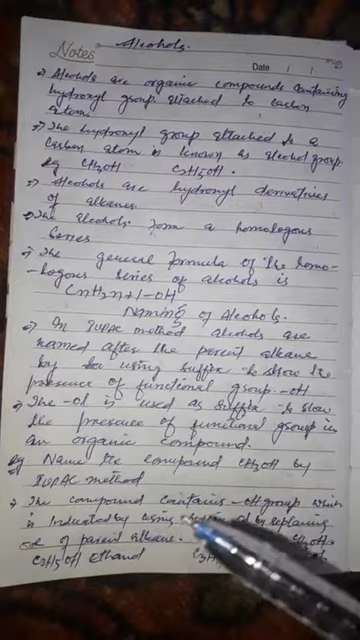 Alcohols.
Notes
Date / /
Alcohols are organic compounds containing
hydroxyl group attached to carbon
atom
The hydroxyl group attached to a
carbon atom is known as alcohol group.
eg CH3OH C2H5OH.
Alcohols are hydroxyl derivatives
of alkanes
The alcohols form a homologous
series
The general formula of the homo-
-logous series of alcohols is
CnH2n+1-OH
Naming of Alcohols.
In IUPAC method alcohols are
named after the parent alkane
by using suffix to show the
presence of functional group -OH
The -ol is used as suffix to show
the presence of functional group in
an organic compound.
eg Name the compound CH3OH by
IUPAC method
The compound contains -OH group which
is indicated by using by replacing
of parent alkane.
C2H5OH Ethanol